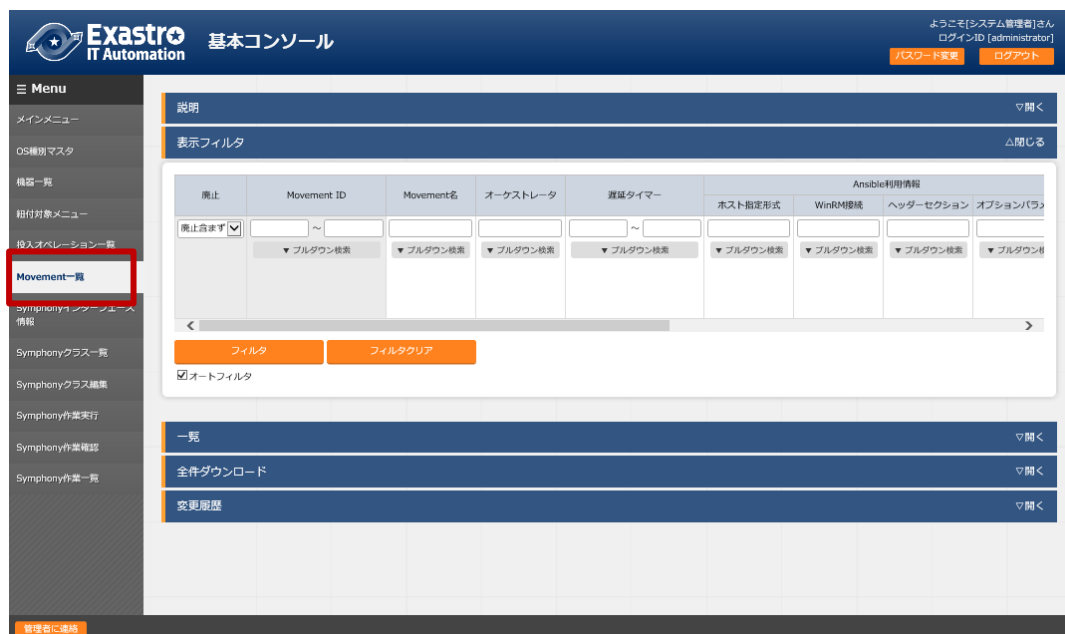 ようこそ[システム管理者]さん
ログインID [administrator]
Exastro
IT Automation
基本コンソール
パスワード変更
ログアウト
Menu
メインメニュー
OS種別マスタ
機器一覧
紐付対象メニュー
投入オペレーション一覧
Movement一覧
Symphonyインターフェース
情報
Symphonyクラス一覧
Symphonyクラス編集
Symphony作業実行
Symphony作業確認
Symphony作業一覧
説明
▽開く
表示フィルタ
△閉じる
廃止
Movement ID
Movement名
オーケストレータ
遅延タイマー
Ansible利用情報
ホスト指定形式
WinRM接続
ヘッダーセクション
オプションパラメ
廃止含まず
～
～
▼ プルダウン検索
▼ プルダウン検索
▼ プルダウン検索
▼ プルダウン検索
▼ プルダウン検索
▼ プルダウン検索
▼ プルダウン検索
▼ プルダウン検
フィルタ
フィルタクリア
オートフィルタ
一覧
▽開く
全件ダウンロード
▽開く
変更履歴
▽開く
管理者に連絡